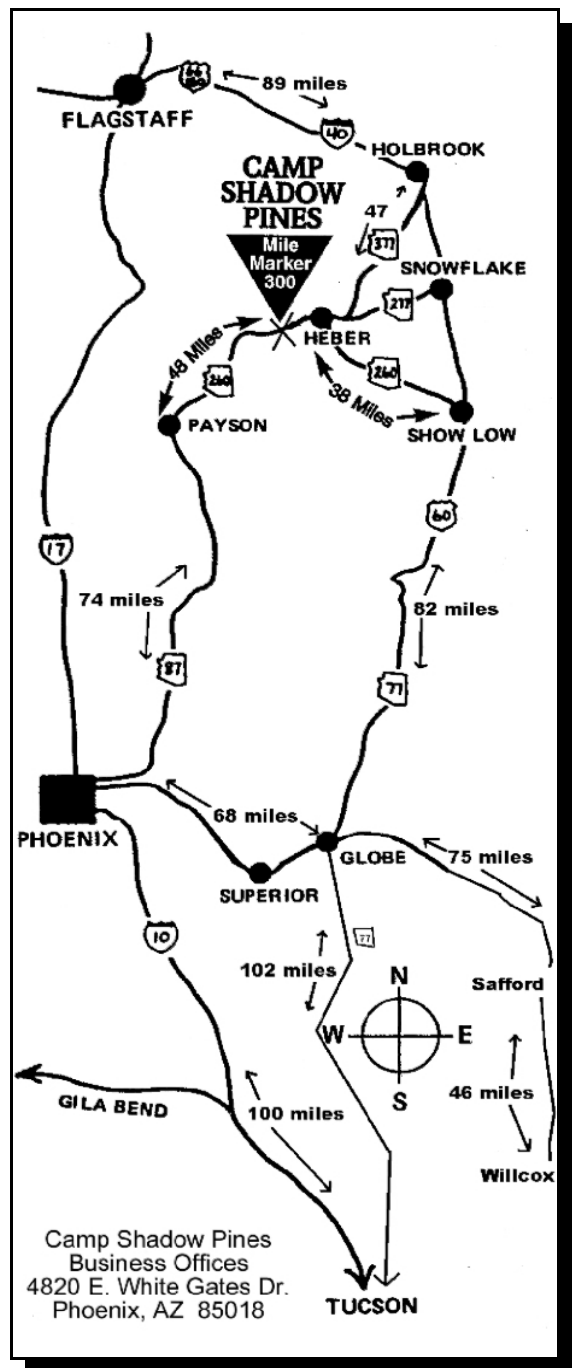 66
180
89 miles
FLAGSTAFF
40
HOLBROOK
CAMP
SHADOW
PINES
Mile
Marker
300
47
377
SNOWFLAKE
277
HEBER
48 Miles
260
260
38 Miles
PAYSON
SHOW LOW
60
17
74 miles
82 miles
87
77
68 miles
PHOENIX
GLOBE
75 miles
SUPERIOR
10
77
102 miles
N
Safford
W
E
S
46 miles
GILA BEND
100 miles
Willcox
Camp Shadow Pines
Business Offices
4820 E. White Gates Dr.
Phoenix, AZ 85018
TUCSON